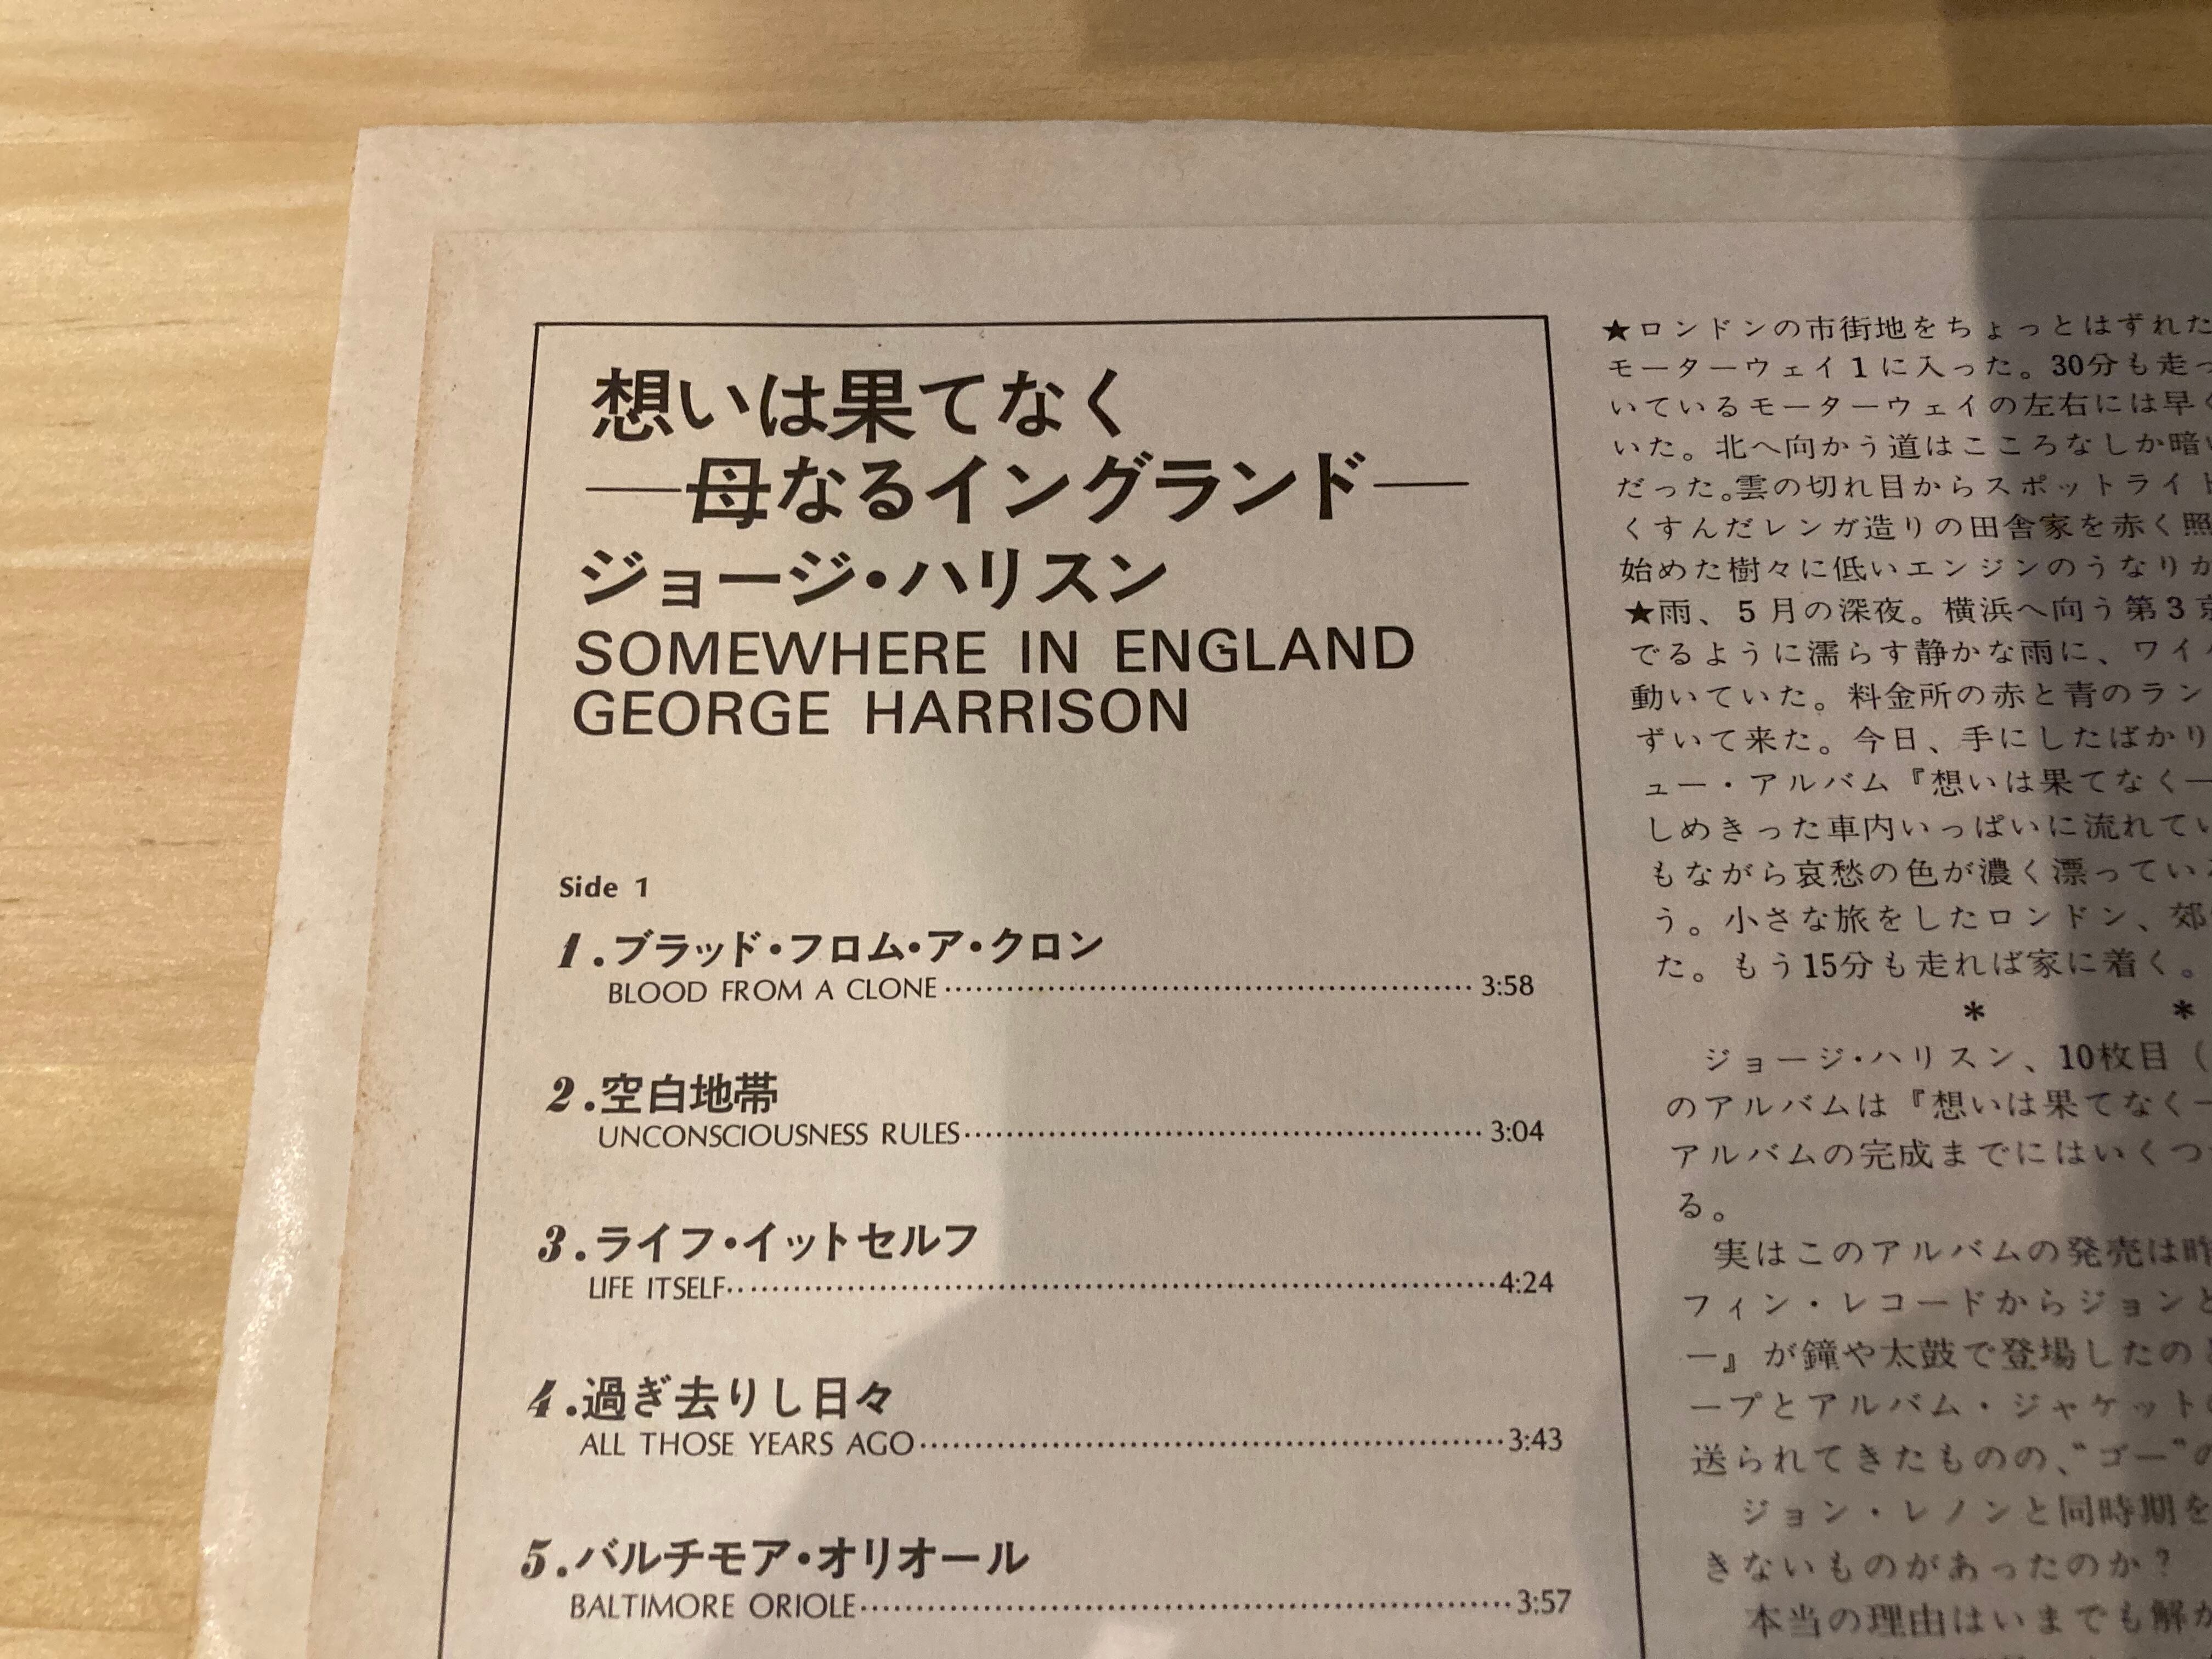 想いは果てなく
―母なるイングランド―
ジョージ・ハリスン
SOMEWHERE IN ENGLAND
GEORGE HARRISON
Side 1
1.ブラッド・フロム・ア・クロン
BLOOD FROM A CLONE 3:58
2.空白地帯
UNCONSCIOUSNESS RULES 3:04
3.ライフ・イットセルフ
LIFE ITSELF 4:24
4.過ぎ去りし日々
ALL THOSE YEARS AGO 3:43
5.バルチモア・オリオール
BALTIMORE ORIOLE 3:57
★ロンドンの市街地をちょっとはずれた
モーターウェイ1に入った。30分も走っ
いているモーターウェイの左右には早く
いた。北へ向かう道はこころなしか暗い
だった。雲の切れ目からスポットライト
くすんだレンガ造りの田舎家を赤く照
始めた樹々に低いエンジンのうなりか
★雨、5月の深夜。横浜へ向う第3京
でるように濡らす静かな雨に、ワイ
動いていた。料金所の赤と青のラン
ずいて来た。今日、手にしたばかり
ュー・アルバム『想いは果てなく―
しめきった車内いっぱいに流れてい
もながら哀愁の色が濃く漂ってい
う。小さな旅をしたロンドン、郊
た。もう15分も走れば家に着く。
* *
ジョージ・ハリスン、10枚目（
のアルバムは『想いは果てなく―
アルバムの完成までにはいくつ
る。
実はこのアルバムの発売は昨
フィン・レコードからジョンと
ー』が鐘や太鼓で登場したのと
ープとアルバム・ジャケットの
送られてきたものの、“ゴー”の
ジョン・レノンと同時期を
きないものがあったのか？
本当の理由はいまでも解か